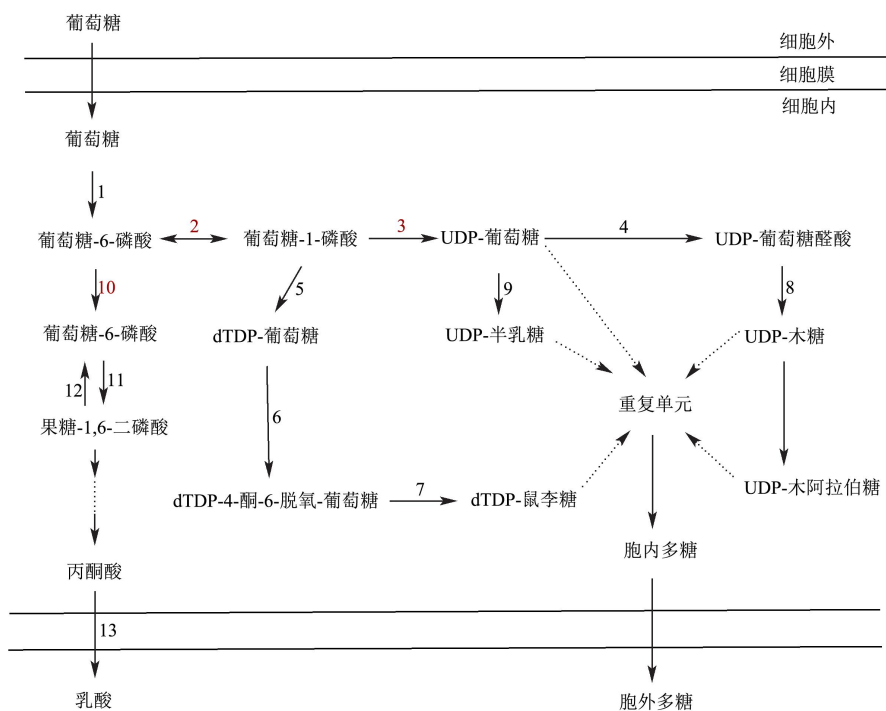 葡萄糖
细胞外
细胞膜
细胞内
葡萄糖
1
葡萄糖-6-磷酸
2
葡萄糖-1-磷酸
3
UDP-葡萄糖
4
UDP-葡萄糖醛酸
10
5
9
8
葡萄糖-6-磷酸
dTDP-葡萄糖
UDP-半乳糖
UDP-木糖
12
11
6
重复单元
果糖-1,6-二磷酸
dTDP-4-酮-6-脱氧-葡萄糖
7
dTDP-鼠李糖
UDP-木阿拉伯糖
丙酮酸
胞内多糖
13
乳酸
胞外多糖